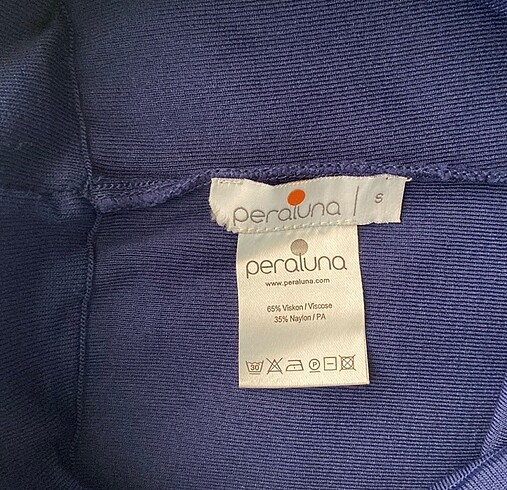 peraluna | S
peraluna
www.peraluna.com
65% Viskon / Viscose
35% Naylon / PA
30 P